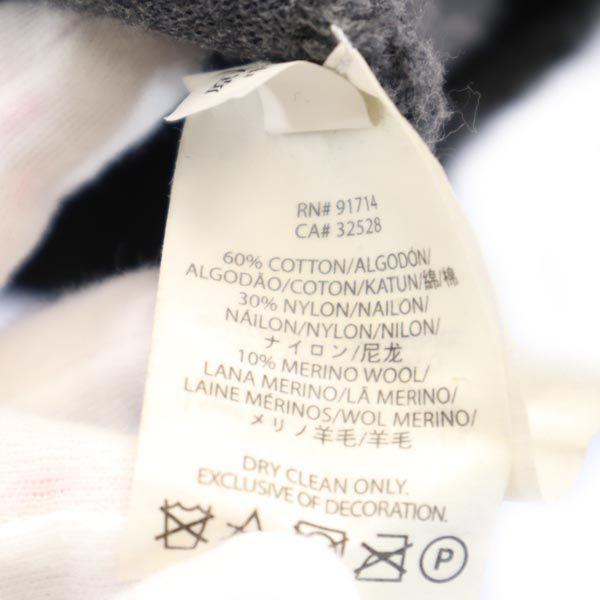 RN# 91714
CA# 32528
60% COTTON/ALGODÓN/
ALGODÃO/COTON/KATUN/綿/棉
30% NYLON/NAILON/
NÁILON/NYLON/NILON/
ナイロン/尼龙
10% MERINO WOOL/
LANA MERINO/LÃ MERINO/
LAINE MÉRINOS/WOL MERINO/
メリノ羊毛/羊毛
DRY CLEAN ONLY.
EXCLUSIVE OF DECORATION.
P